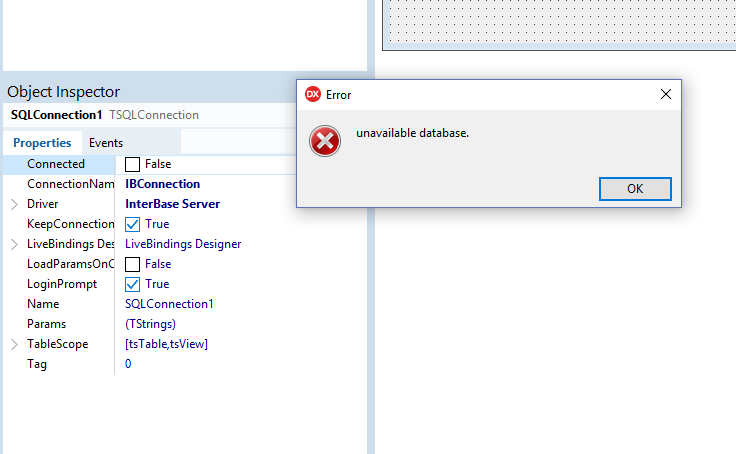 Object Inspector
SQLConnection1 TSQLConnection
Properties Events
Connected False
ConnectionNam IBConnection
Driver InterBase Server
KeepConnection True
LiveBindings Des LiveBindings Designer
LoadParamsOnC False
LoginPrompt True
Name SQLConnection1
Params (TStrings)
TableScope [tsTable,tsView]
Tag 0
DX Error
unavailable database.
OK